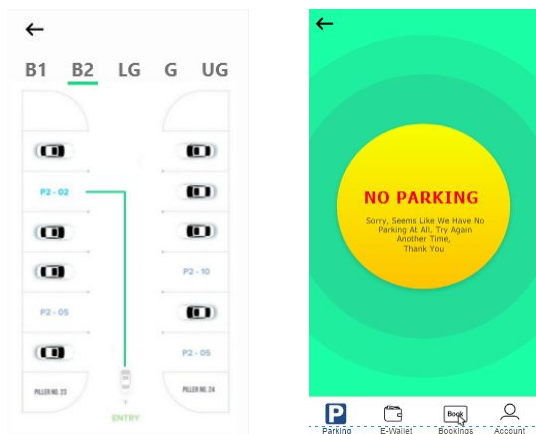 B1 B2 LG G UG
P2 - 02
P2 - 10
P2 - 05
P2 - 05
PILLER NO. 23
PILLER NO. 24
ENTRY
NO PARKING
Sorry, Seems Like We Have No
Parking At All. Try Again
Another Time,
Thank You
P
Book
Parking E-Wallet Bookings Account